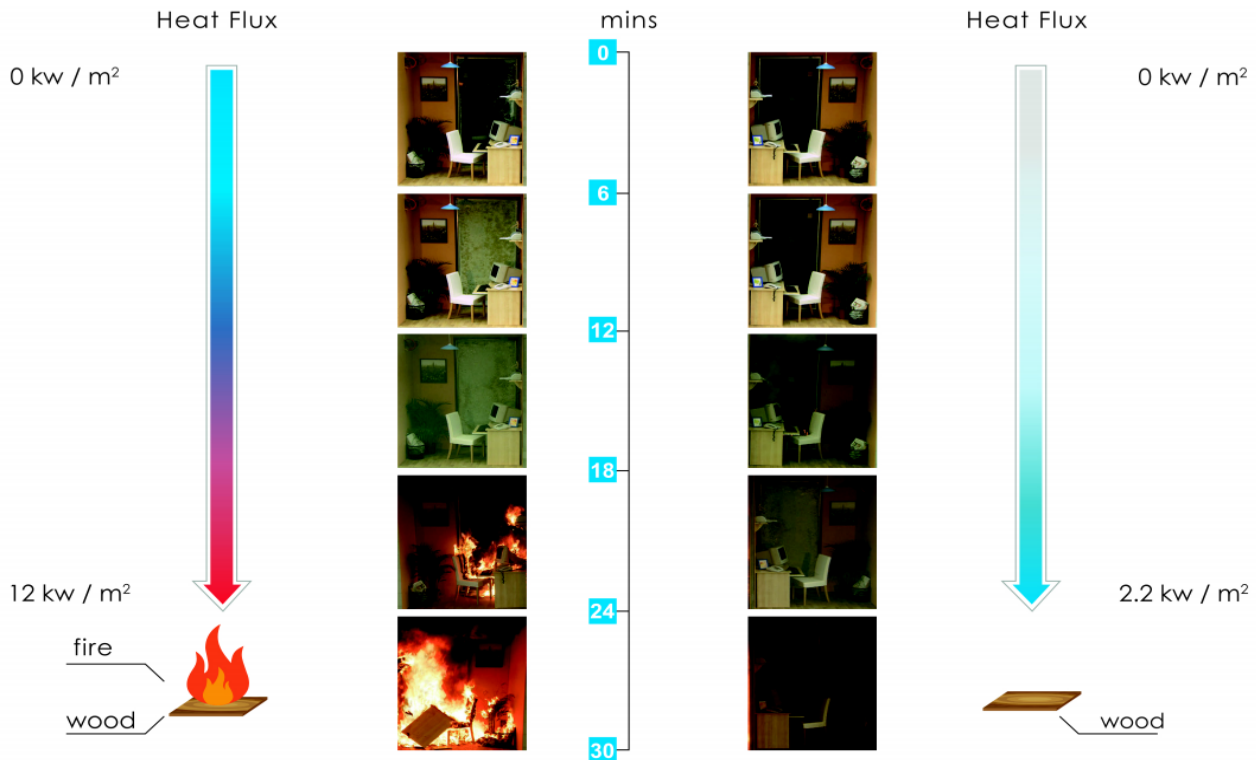 Heat Flux
mins
Heat Flux
0 kw / m²
0
0 kw / m²
6
12
18
12 kw / m²
2.2 kw / m²
24
fire
wood
wood
30